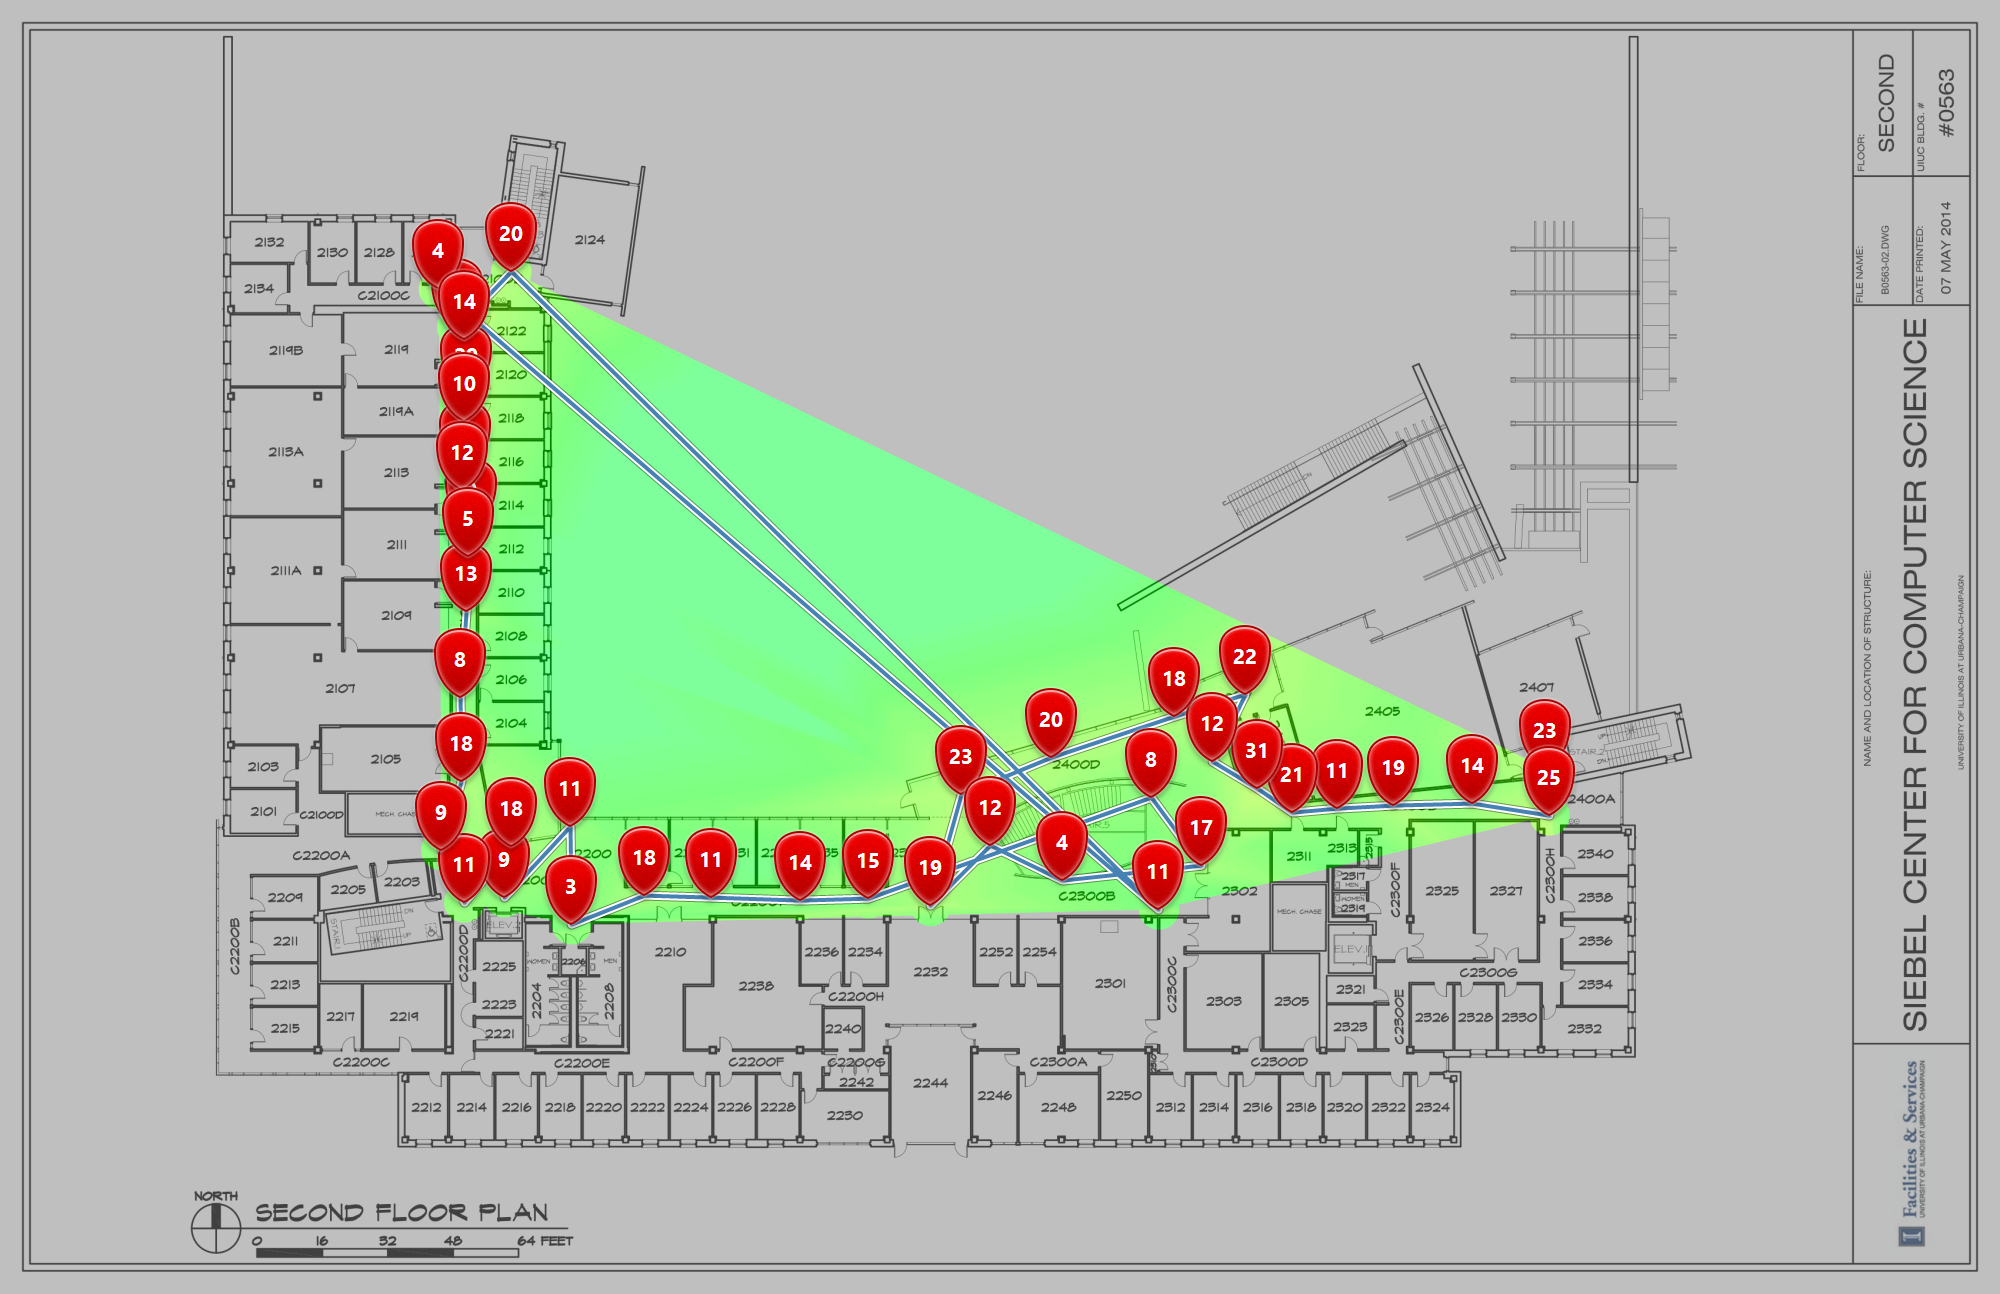 FLOOR:
SECOND
UIUC BLDG. #
#0563
FILE NAME:
B0563-02.DWG
DATE PRINTED:
07 MAY 2014
NAME AND LOCATION OF STRUCTURE:
SIEBEL CENTER FOR COMPUTER SCIENCE
UNIVERSITY OF ILLINOIS AT URBANA-CHAMPAIGN
Facilities & Services
UNIVERSITY OF ILLINOIS AT URBANA-CHAMPAIGN
2132
2130
2128
2124
2134
C2100C
4
20
14
2119B
2119
2122
2120
10
2119A
2118
2113A
2113
12
2116
2114
5
2111A
2111
2112
13
2110
2109
2108
8
2107
2106
2104
18
2105
2103
2101
C2100D
MECH. CHASE
9
18
11
C2200A
11
9
3
18
11
14
15
19
23
12
20
4
8
17
11
18
12
22
31
21
11
19
14
23
25
2400D
2405
2407
STAIR 2
UP
DN
2400A
2205
2203
2209
2211
2213
2215
2217
2219
C2200B
STAIR 1
DN
UP
C2200C
C2200D
ELEV.2
2225
2223
2221
WOMEN
2206
MEN
2204
2208
C2200E
2210
2238
2236
2234
2232
C2200H
2240
C2200F
C2200G
2242
2244
2230
2252
2254
C2300B
2301
C2300A
C2300C
2302
2303
2305
2311
2313
2315
2317
MEN
WOMEN
2319
MECH. CHASE
ELEV.1
2321
2323
C2300D
C2300E
C2300F
2325
2327
C2300G
C2300H
2326
2328
2330
2332
2334
2336
2338
2340
2212
2214
2216
2218
2220
2222
2224
2226
2228
2246
2248
2250
2312
2314
2316
2318
2320
2322
2324
NORTH
SECOND FLOOR PLAN
0 16 32 48 64 FEET